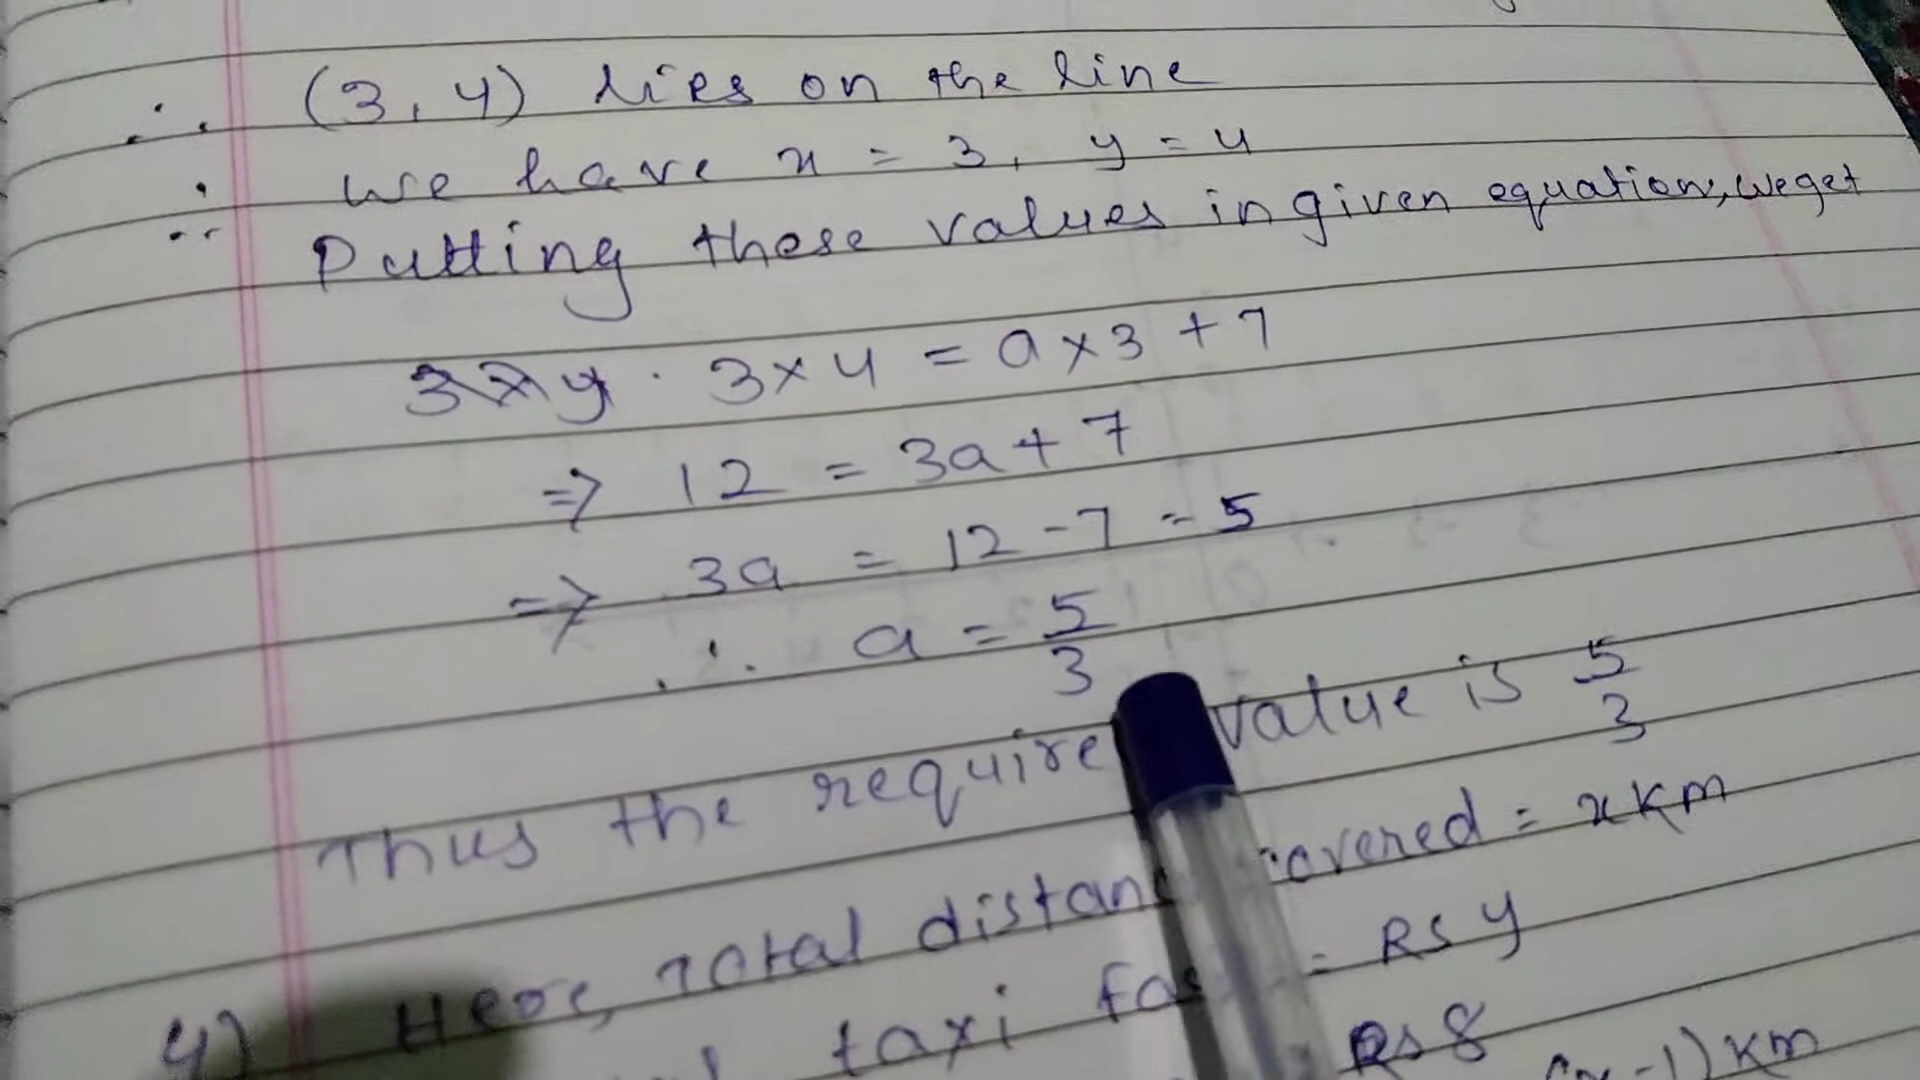 ∴ (3, 4) lies on the line
∴ we have x = 3, y = 4
Putting these values in given equation, we get
3 × 4 = a × 3 + 7
⇒ 12 = 3a + 7
⇒ 3a = 12 - 7 = 5
∴ a = 5/3
Thus the require value is 5/3
4) Here, total distan covered = x km
taxi fa = Rs y
Rs 8
-1) km